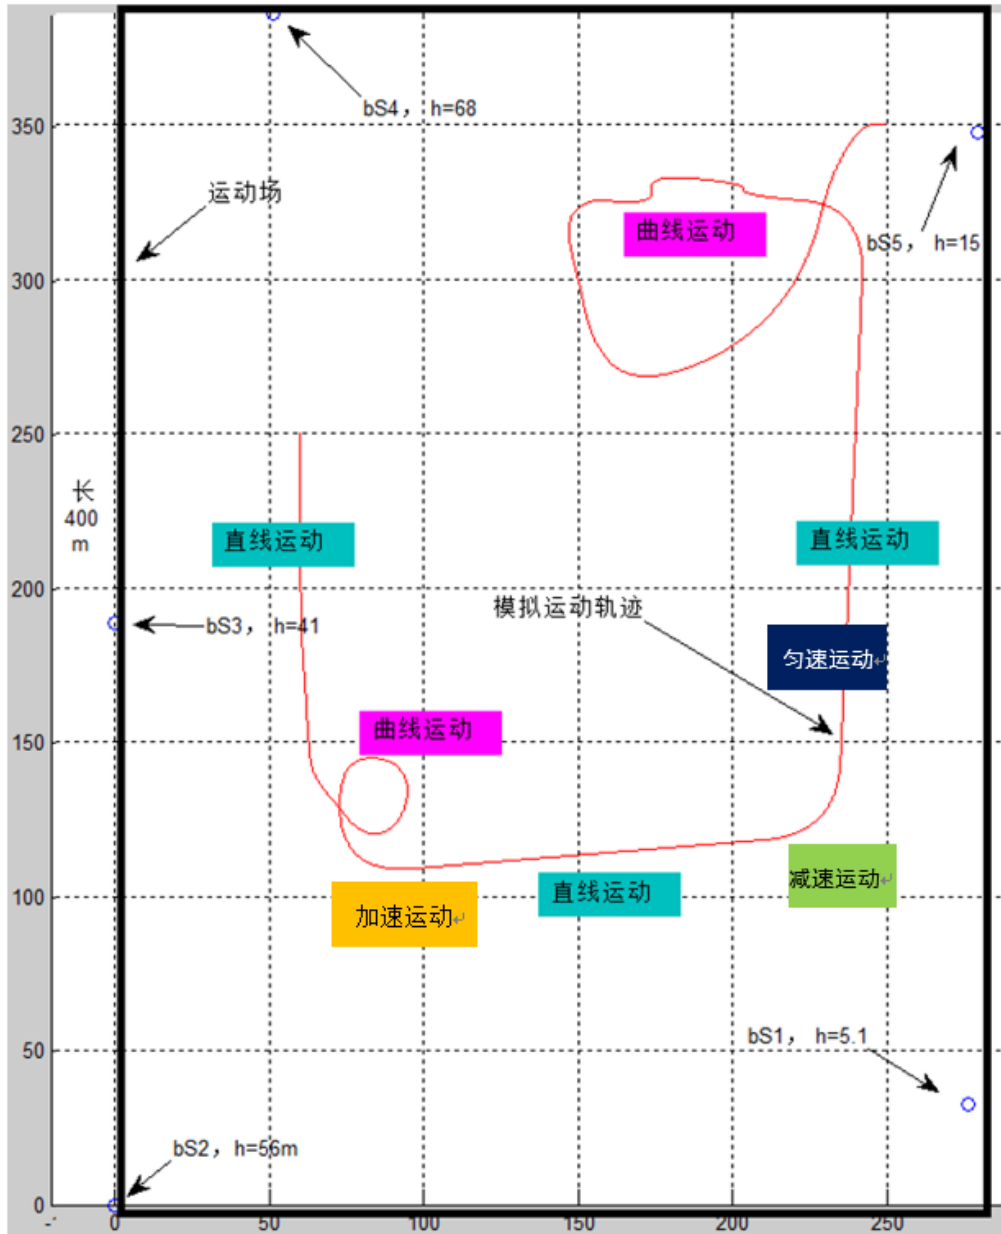 bS4， h=68
350
运动场
曲线运动
bS5， h=15
300
250
长
400
m
直线运动
直线运动
200
模拟运动轨迹
bS3， h=41
匀速运动↵
曲线运动
150
减速运动↵
直线运动
100
加速运动↵
bS1， h=5.1
50
bS2，h=56m
0
0
50
100
150
200
250